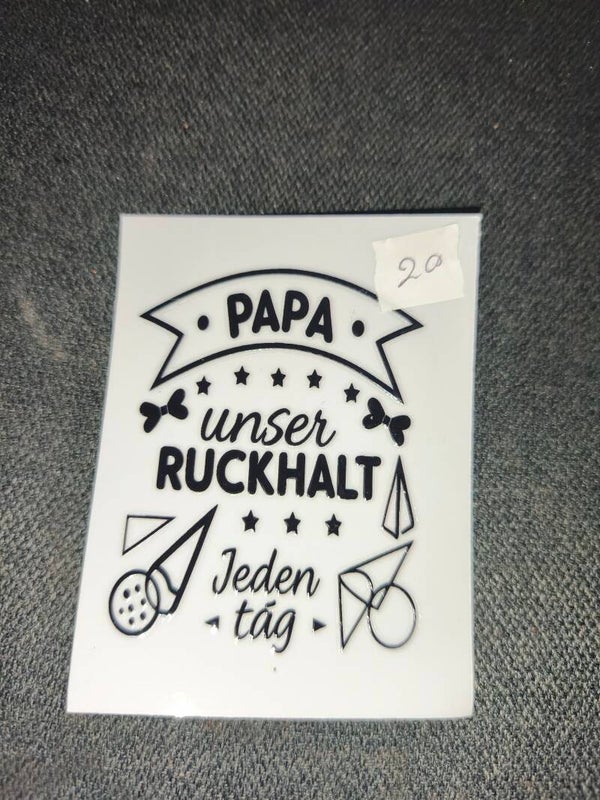 20
• PAPA •
unser
RUCKHALT
Jeden
tág